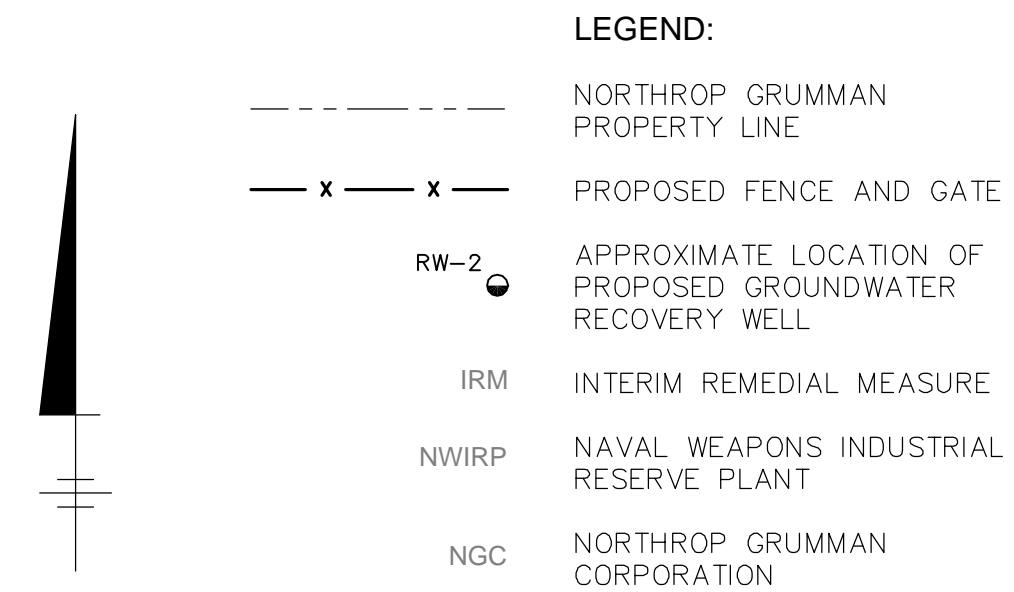 LEGEND:
NORTHROP GRUMMAN
PROPERTY LINE
X X PROPOSED FENCE AND GATE
RW-2
APPROXIMATE LOCATION OF
PROPOSED GROUNDWATER
RECOVERY WELL
IRM INTERIM REMEDIAL MEASURE
NWIRP NAVAL WEAPONS INDUSTRIAL
RESERVE PLANT
NGC NORTHROP GRUMMAN
CORPORATION